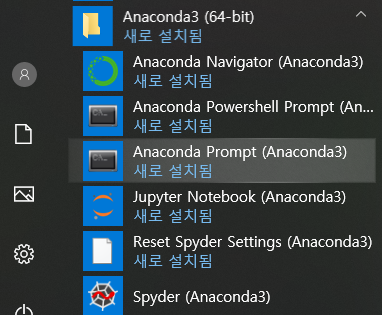 Anaconda3 (64-bit)
새로 설치됨
Anaconda Navigator (Anaconda3)
새로 설치됨
Anaconda Powershell Prompt (An...
새로 설치됨
Anaconda Prompt (Anaconda3)
새로 설치됨
Jupyter Notebook (Anaconda3)
새로 설치됨
Reset Spyder Settings (Anaconda3)
새로 설치됨
Spyder (Anaconda3)